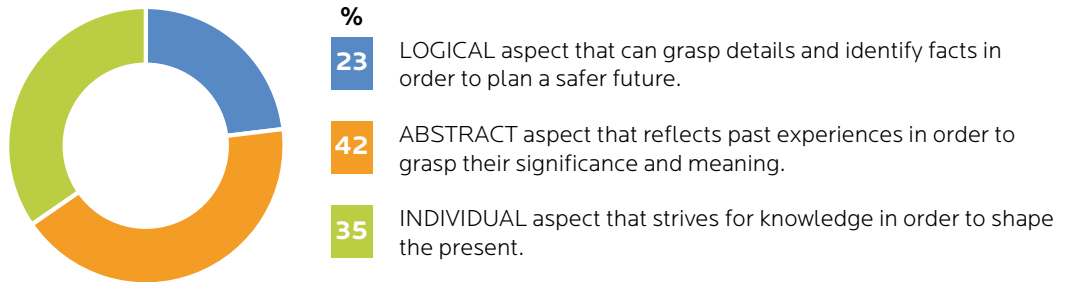 %
23
LOGICAL aspect that can grasp details and identify facts in
order to plan a safer future.
42
ABSTRACT aspect that reflects past experiences in order to
grasp their significance and meaning.
35
INDIVIDUAL aspect that strives for knowledge in order to shape
the present.